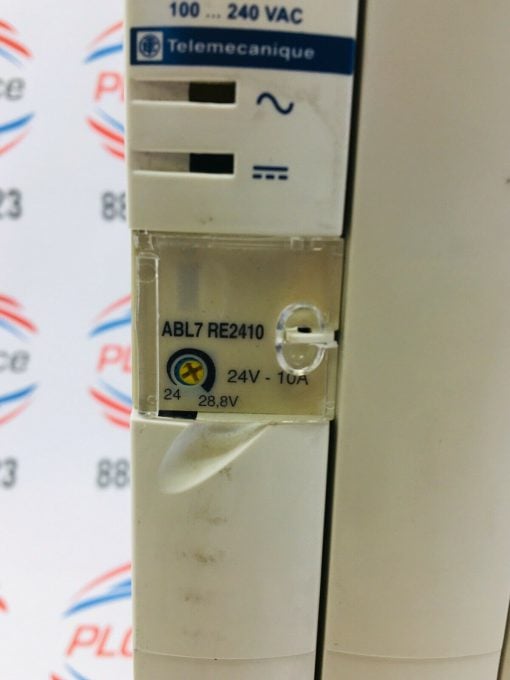 100 ... 240 VAC
Telemecanique
ABL7 RE2410
24V - 10A
24
28,8V